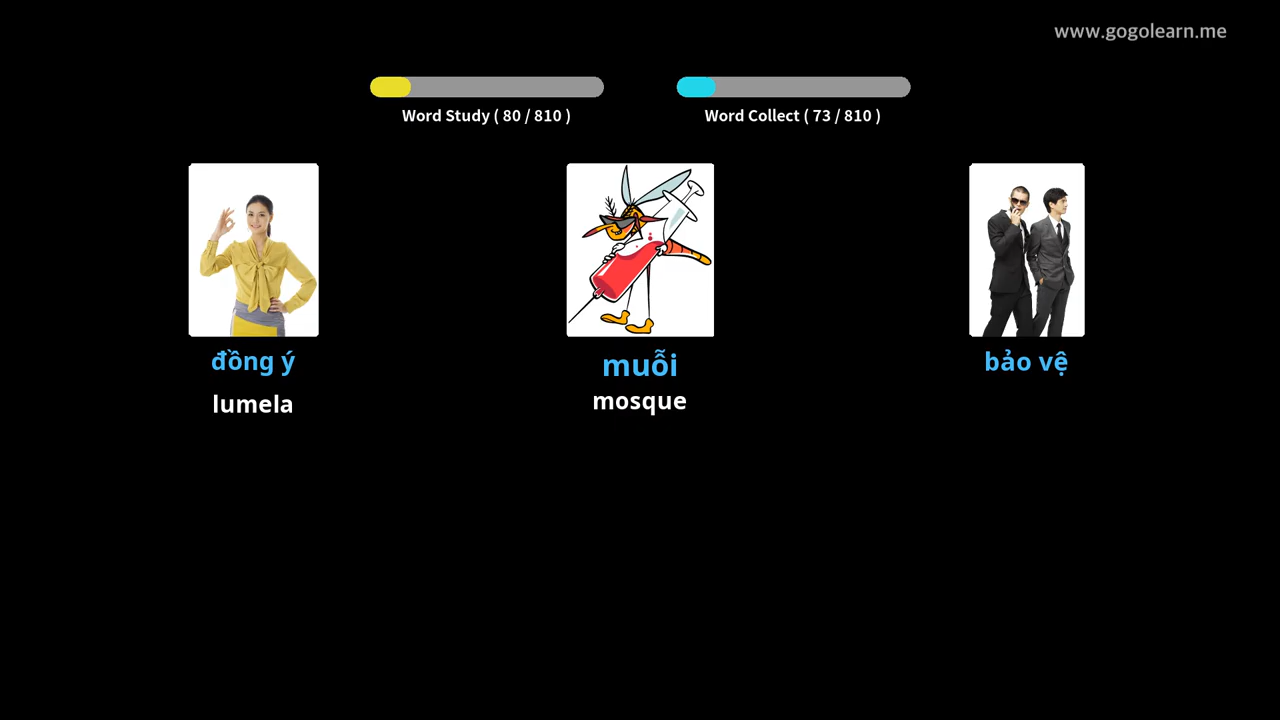 www.gogolearn.me
Word Study ( 80 / 810 )
Word Collect ( 73 / 810 )
đồng ý
muỗi
bảo vệ
lumela
mosque